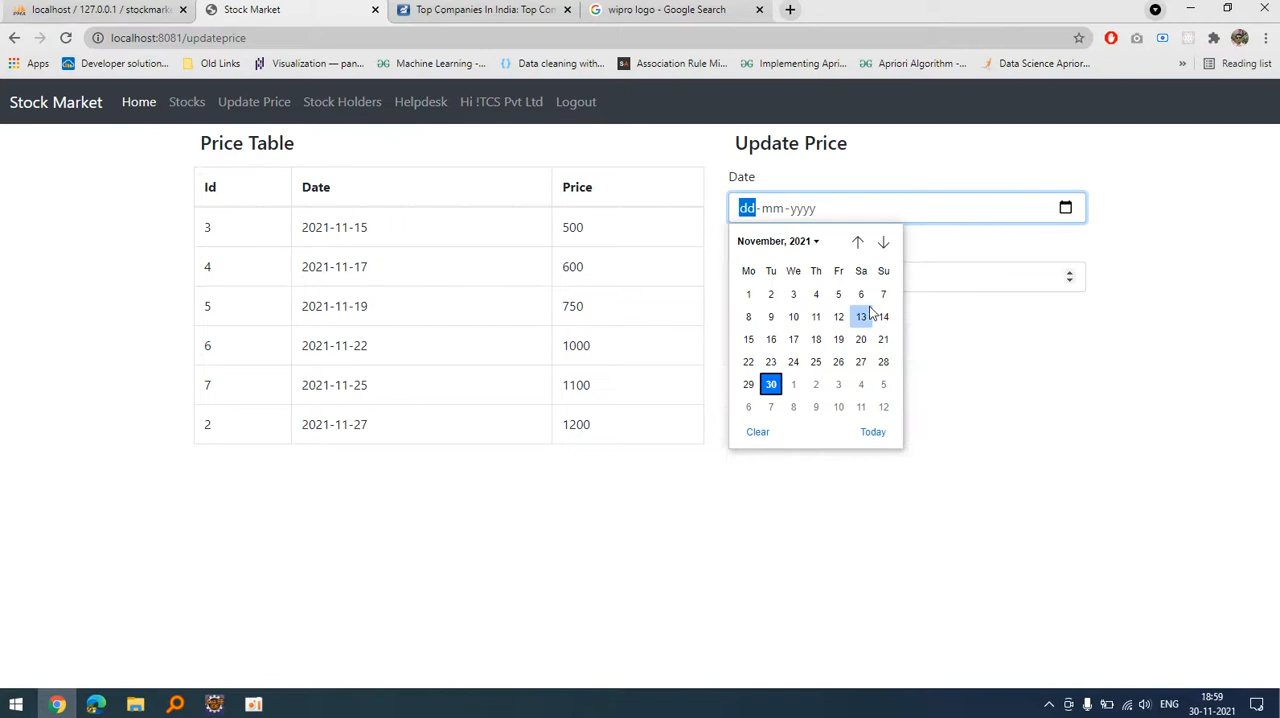 localhost / 127.0.0.1 / stockmark
Stock Market
Top Companies In India: Top Con
wipro logo - Google Search
localhost:8081/updateprice
Apps
Developer solution...
Old Links
Visualization — pan...
Machine Learning -...
Data cleaning with...
Association Rule Mi...
Implementing Apri...
Apriori Algorithm -...
Data Science Aprior...
»
Reading list
Stock Market Home Stocks Update Price Stock Holders Helpdesk Hi !TCS Pvt Ltd Logout
Price Table
Id Date Price
3 2021-11-15 500
4 2021-11-17 600
5 2021-11-19 750
6 2021-11-22 1000
7 2021-11-25 1100
2 2021-11-27 1200
Update Price
Date
dd-mm-yyyy
November, 2021
Mo Tu We Th Fr Sa Su
1 2 3 4 5 6 7
8 9 10 11 12 13 14
15 16 17 18 19 20 21
22 23 24 25 26 27 28
29 30 1 2 3 4 5
6 7 8 9 10 11 12
Clear Today
ENG
18:59
30-11-2021